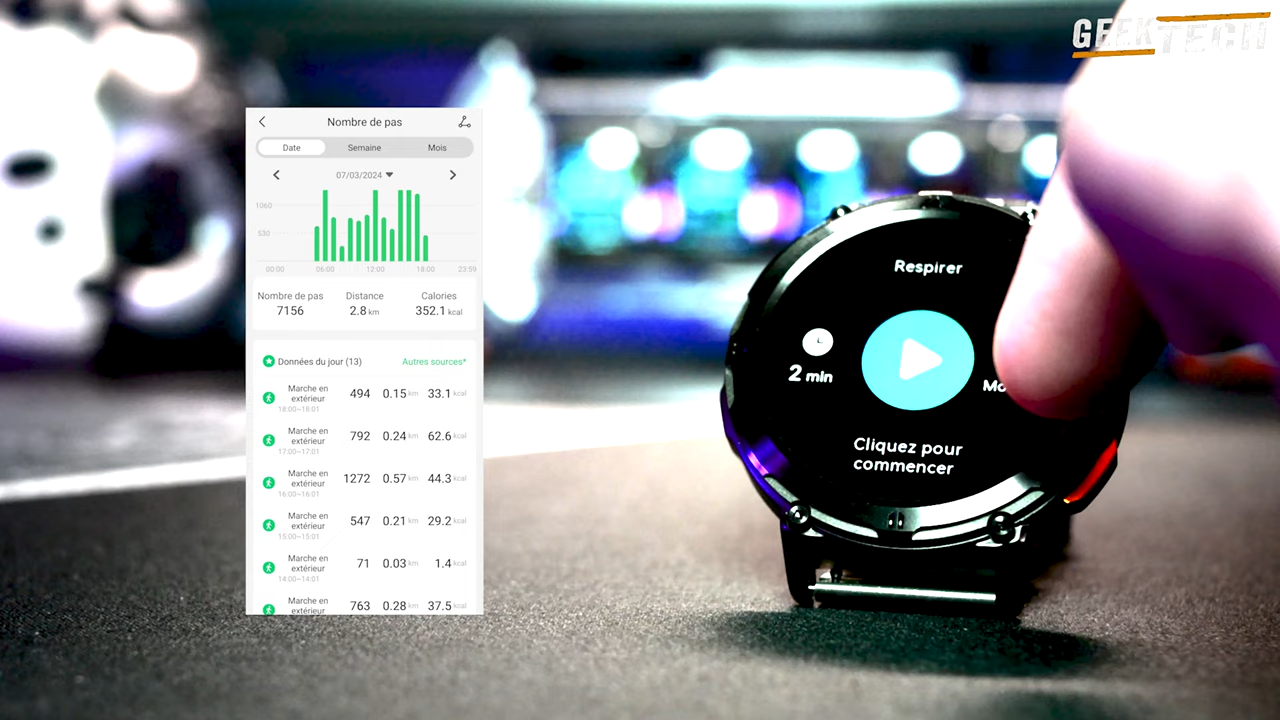 GEEKTECH
Nombre de pas
Date Semaine Mois
07/03/2024
1060
530
00:00 06:00 12:00 18:00 23:59
Nombre de pas Distance Calories
7156 2.8 km 352.1 kcal
Données du jour (13) Autres sources*
Marche en extérieur 494 0.15 km 33.1 kcal
18:00~18:01
Marche en extérieur 792 0.24 km 62.6 kcal
17:00~17:01
Marche en extérieur 1272 0.57 km 44.3 kcal
16:00~16:01
Marche en extérieur 547 0.21 km 29.2 kcal
15:00~15:01
Marche en extérieur 71 0.03 km 1.4 kcal
14:00~14:01
Marche en extérieur 763 0.28 km 37.5 kcal
Respirer
2 min
Mo
Cliquez pour
commencer